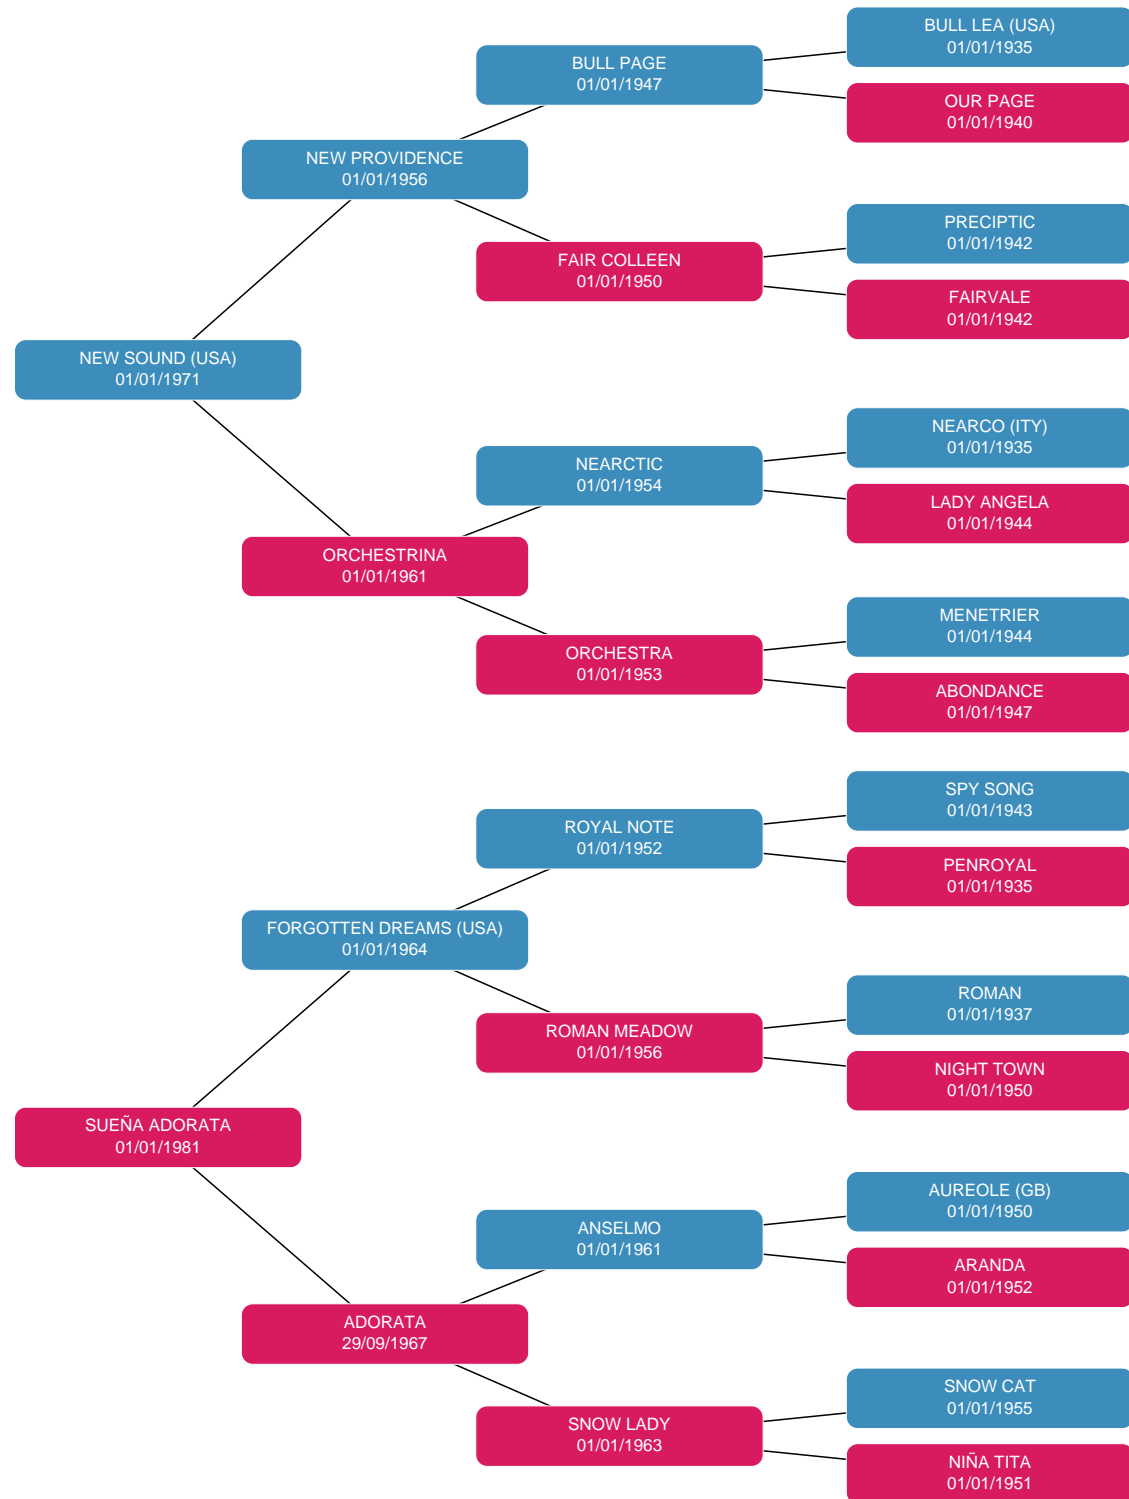 BULL LEA (USA)
01/01/1935
BULL PAGE
01/01/1947
OUR PAGE
01/01/1940
NEW PROVIDENCE
01/01/1956
PRECIPTIC
01/01/1942
FAIR COLLEEN
01/01/1950
FAIRVALE
01/01/1942
NEW SOUND (USA)
01/01/1971
NEARCO (ITY)
01/01/1935
NEARCTIC
01/01/1954
LADY ANGELA
01/01/1944
ORCHESTRINA
01/01/1961
MENETRIER
01/01/1944
ORCHESTRA
01/01/1953
ABONDANCE
01/01/1947
SPY SONG
01/01/1943
ROYAL NOTE
01/01/1952
PENROYAL
01/01/1935
FORGOTTEN DREAMS (USA)
01/01/1964
ROMAN
01/01/1937
ROMAN MEADOW
01/01/1956
NIGHT TOWN
01/01/1950
SUEÑA ADORATA
01/01/1981
AUREOLE (GB)
01/01/1950
ANSELMO
01/01/1961
ARANDA
01/01/1952
ADORATA
29/09/1967
SNOW CAT
01/01/1955
SNOW LADY
01/01/1963
NIÑA TITA
01/01/1951